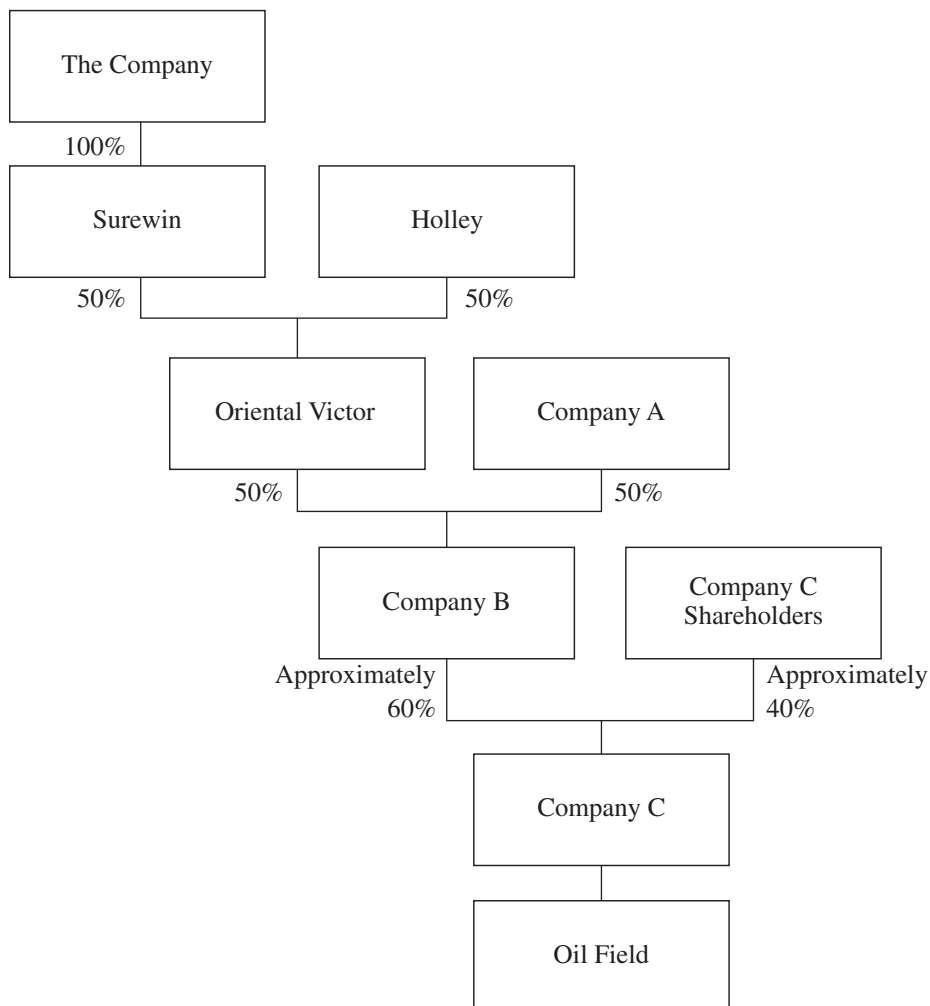 The Company
100%
Surewin
Holley
50%
50%
Oriental Victor
Company A
50%
50%
Company B
Company C
Shareholders
Approximately
60%
Approximately
40%
Company C
Oil Field